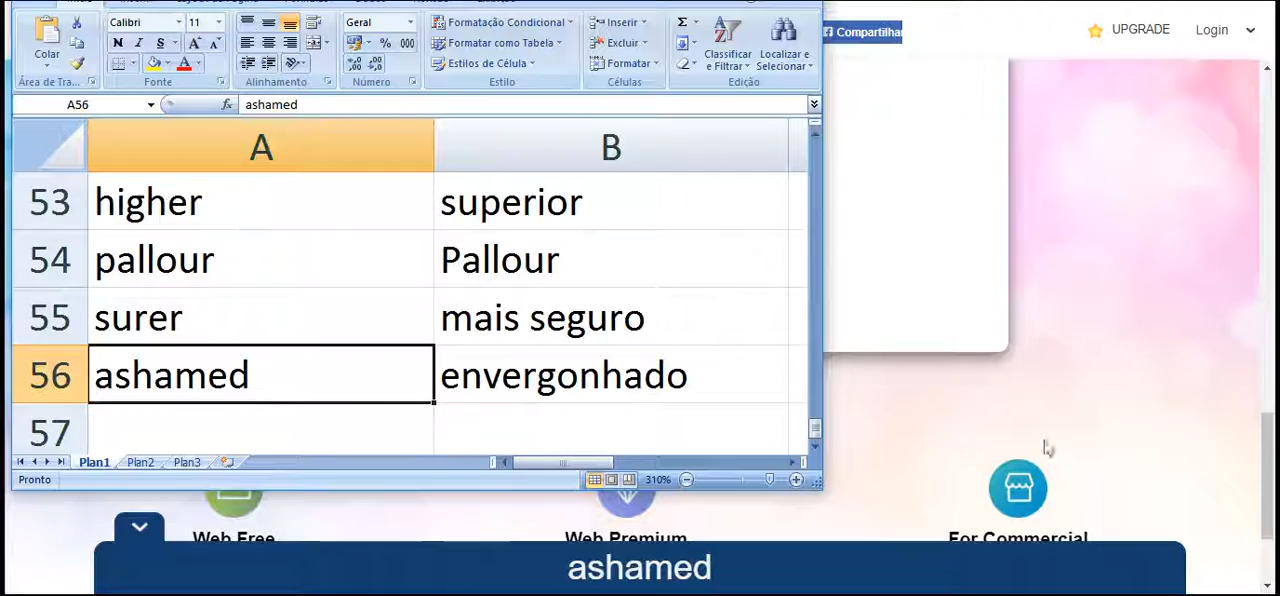 Calibri 11 Geral Formatação Condicional Inserir Σ
Colar N I S A A % 000 Formatar como Tabela Excluir Classificar e Filtrar Localizar e Selecionar
A Estilos de Célula Formatar
Área de Tra... Fonte Alinhamento Número Estilo Células Edição
Compartilhar
UPGRADE
Login
A56 fx ashamed
A B
53 higher superior
54 pallour Pallour
55 surer mais seguro
56 ashamed envergonhado
57
Plan1 Plan2 Plan3
Pronto 310%
Web Free Web Premium For Commercial
ashamed